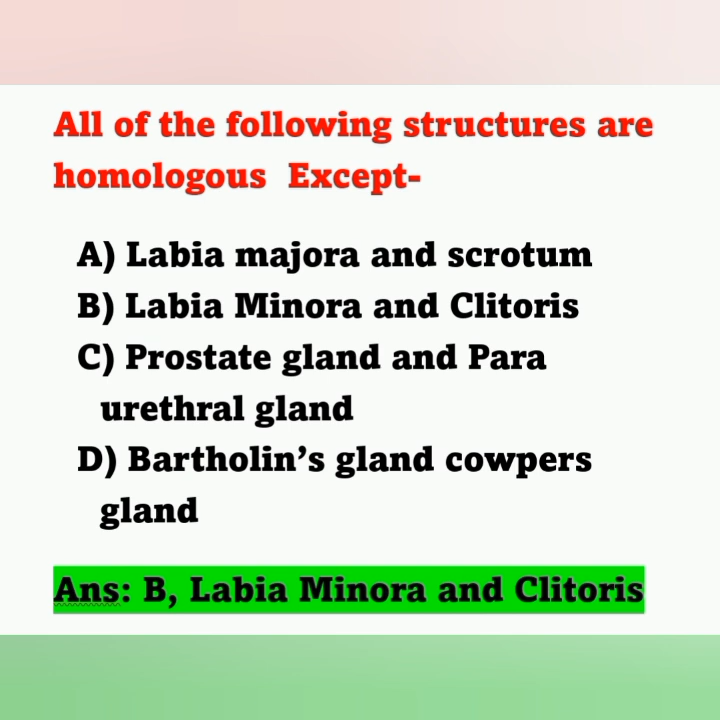 All of the following structures are
homologous Except-
A) Labia majora and scrotum
B) Labia Minora and Clitoris
C) Prostate gland and Para
urethral gland
D) Bartholin’s gland cowpers
gland
Ans: B, Labia Minora and Clitoris